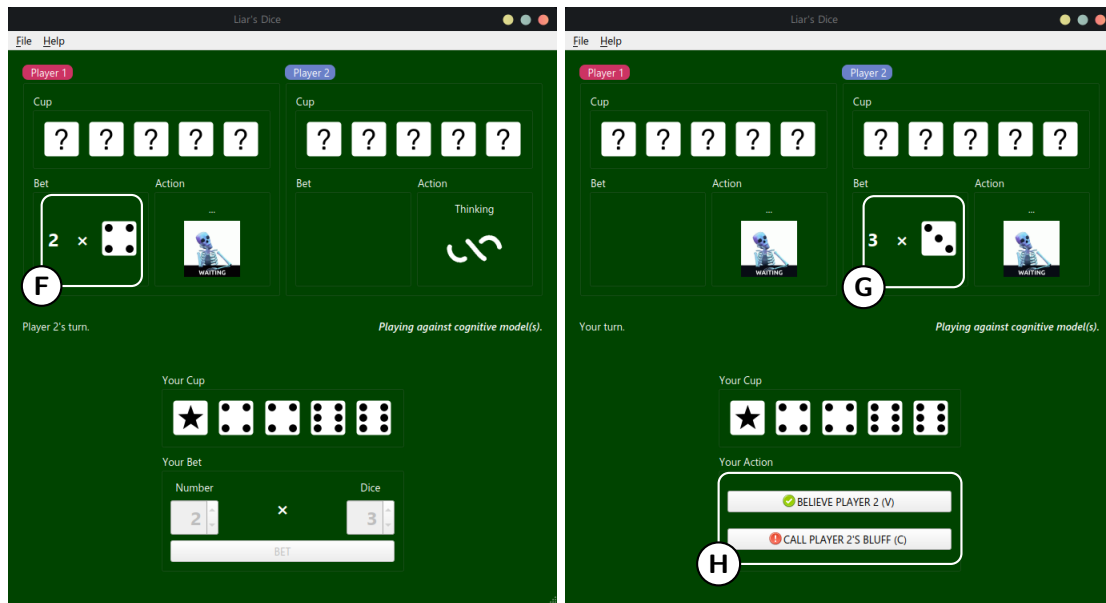 Liar's Dice
File Help
Player 1 Player 2
Cup Cup
? ? ? ? ? ? ? ? ? ?
Bet Action Bet Action
... Thinking
2 ×
WAITING
F
Player 2's turn. Playing against cognitive model(s).
Your Cup
Your Bet
Number Dice
2 × 3
BET
Liar's Dice
File Help
Player 1 Player 2
Cup Cup
? ? ? ? ? ? ? ? ? ?
Bet Action Bet Action
... ...
3 ×
WAITING WAITING
G
Your turn. Playing against cognitive model(s).
Your Cup
Your Action
BELIEVE PLAYER 2 (V)
CALL PLAYER 2'S BLUFF (C)
H